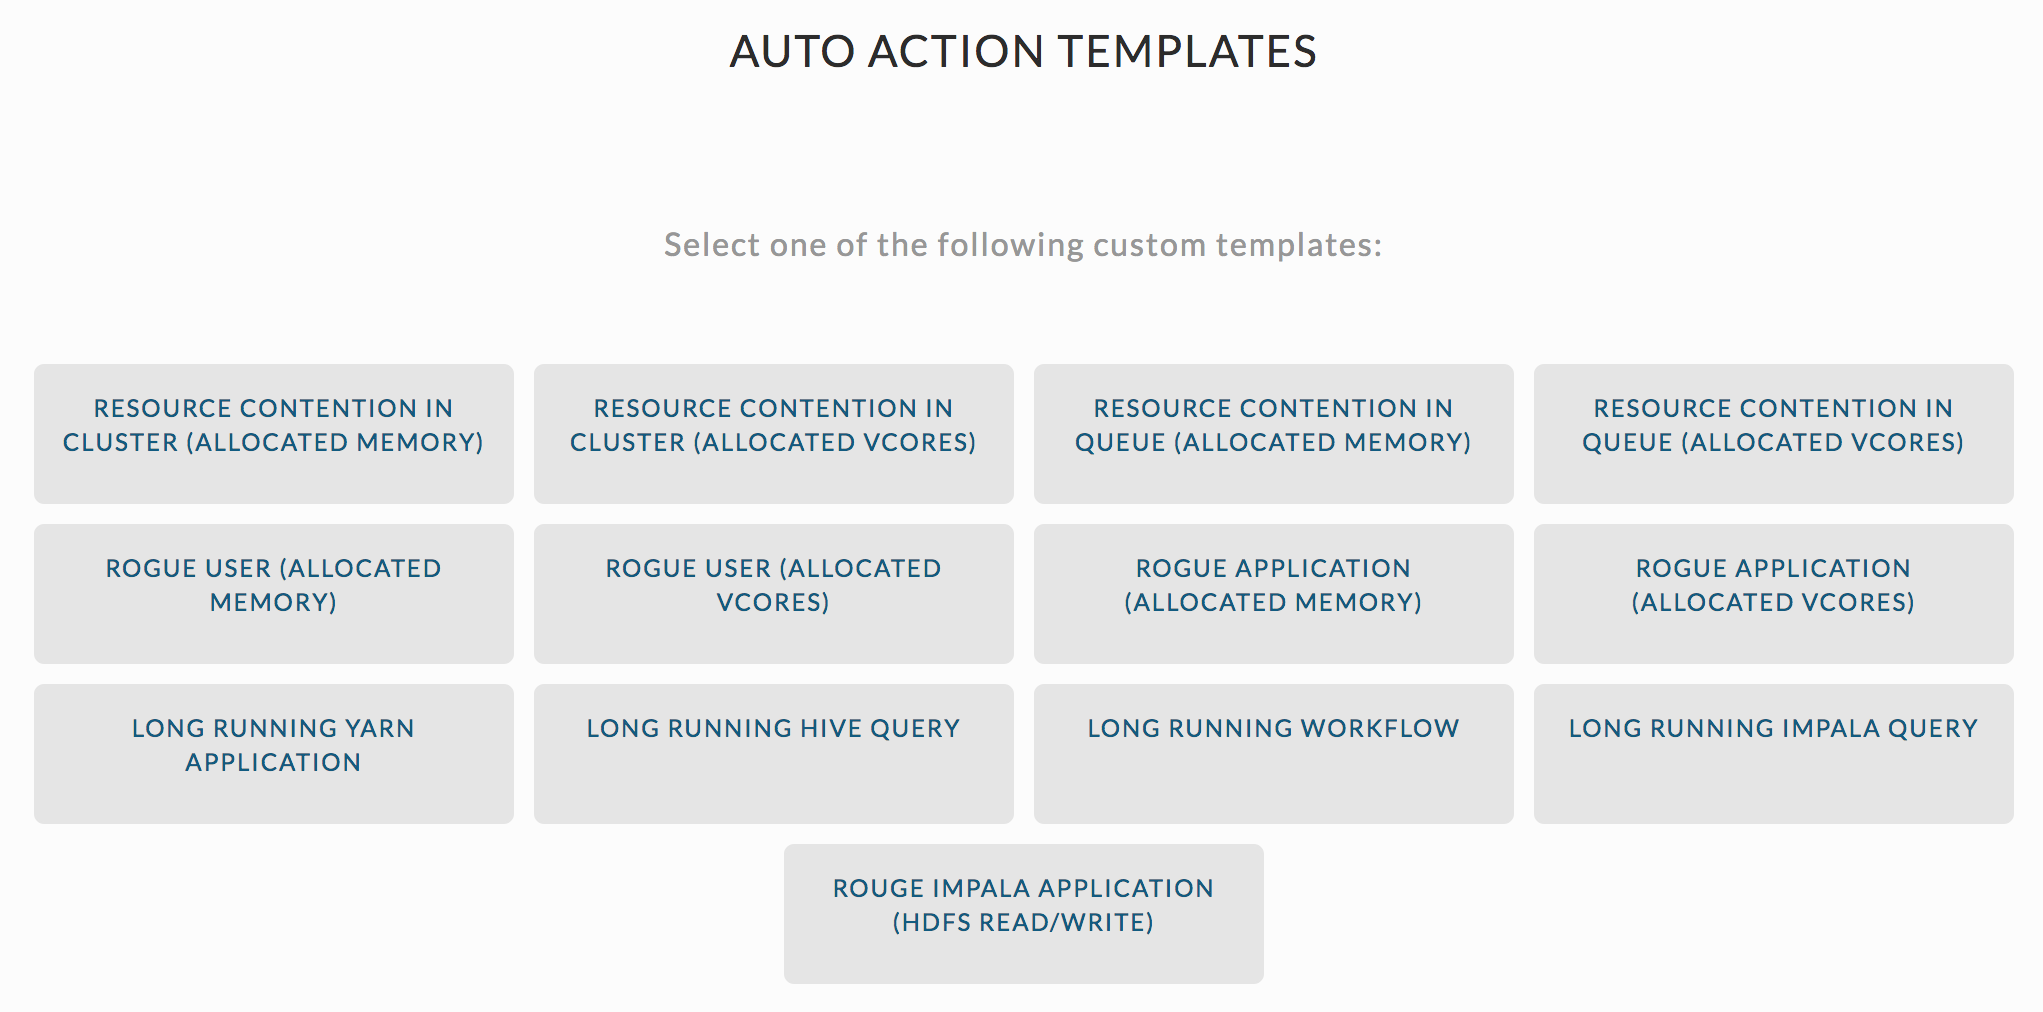 AUTO ACTION TEMPLATES
Select one of the following custom templates:
RESOURCE CONTENTION IN
CLUSTER (ALLOCATED MEMORY)
RESOURCE CONTENTION IN
CLUSTER (ALLOCATED VCORES)
RESOURCE CONTENTION IN
QUEUE (ALLOCATED MEMORY)
RESOURCE CONTENTION IN
QUEUE (ALLOCATED VCORES)
ROGUE USER (ALLOCATED
MEMORY)
ROGUE USER (ALLOCATED
VCORES)
ROGUE APPLICATION
(ALLOCATED MEMORY)
ROGUE APPLICATION
(ALLOCATED VCORES)
LONG RUNNING YARN
APPLICATION
LONG RUNNING HIVE QUERY
LONG RUNNING WORKFLOW
LONG RUNNING IMPALA QUERY
ROUGE IMPALA APPLICATION
(HDFS READ/WRITE)